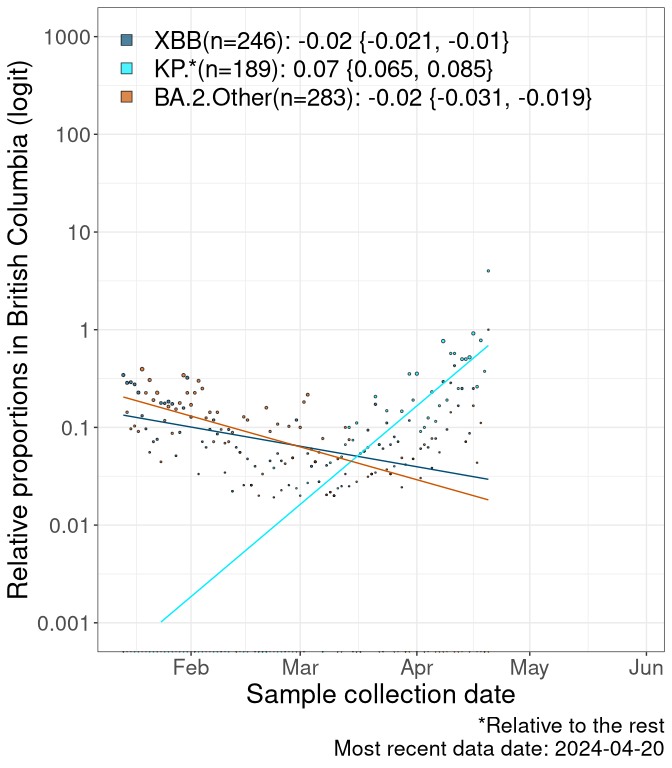 XBB(n=246): -0.02 {-0.021, -0.01}
KP.*(n=189): 0.07 {0.065, 0.085}
BA.2.Other(n=283): -0.02 {-0.031, -0.019}
Relative proportions in British Columbia (logit)
1000
100
10
1
0.1
0.01
0.001
Feb Mar Apr May Jun
Sample collection date
*Relative to the rest
Most recent data date: 2024-04-20